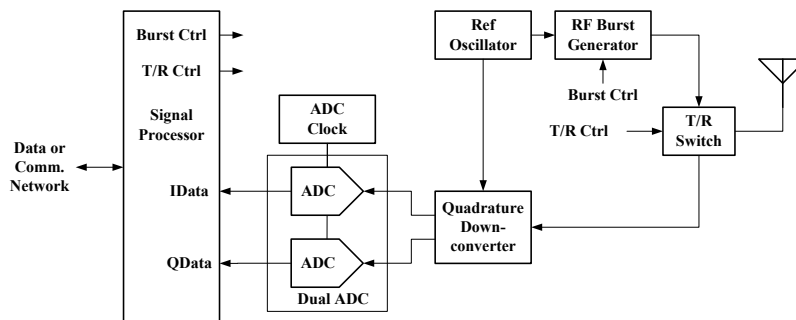 Burst Ctrl
T/R Ctrl
Signal
Processor
Data or
Comm.
Network
IData
QData
ADC
Clock
ADC
ADC
Dual ADC
Ref
Oscillator
RF Burst
Generator
Burst Ctrl
T/R Ctrl
T/R
Switch
Quadrature
Down-
converter